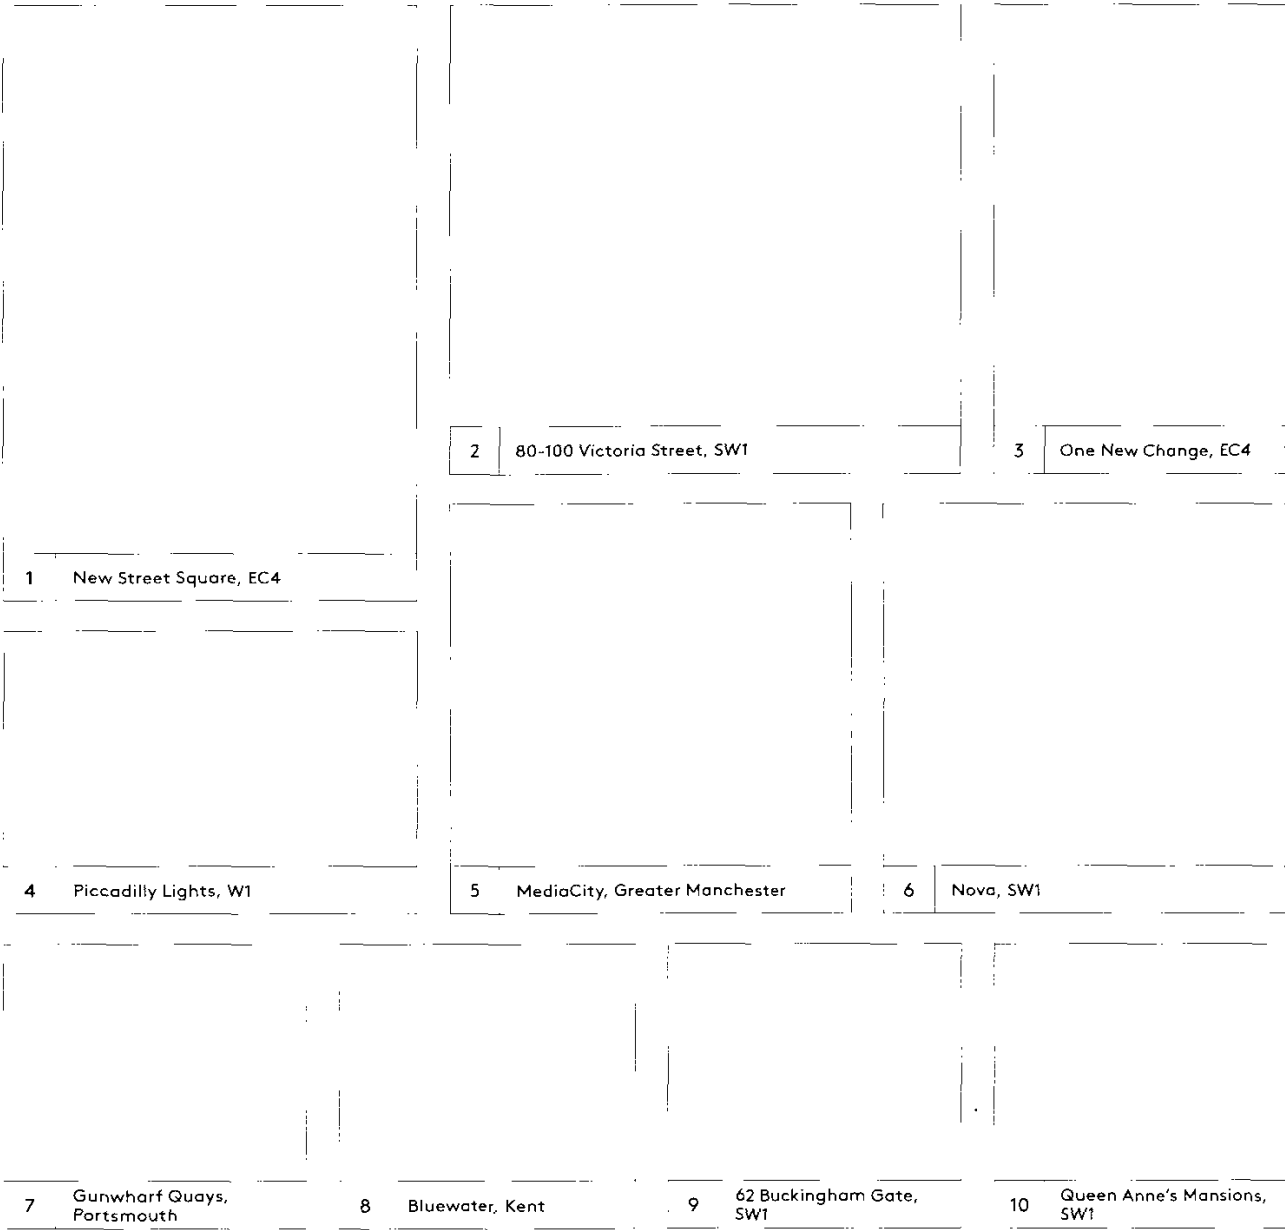 1 New Street Square, EC4
2 80-100 Victoria Street, SW1
3 One New Change, EC4
4 Piccadilly Lights, W1
5 MediaCity, Greater Manchester
6 Nova, SW1
7 Gunwharf Quays,
Portsmouth
8 Bluewater, Kent
9 62 Buckingham Gate,
SW1
10 Queen Anne's Mansions,
SW1